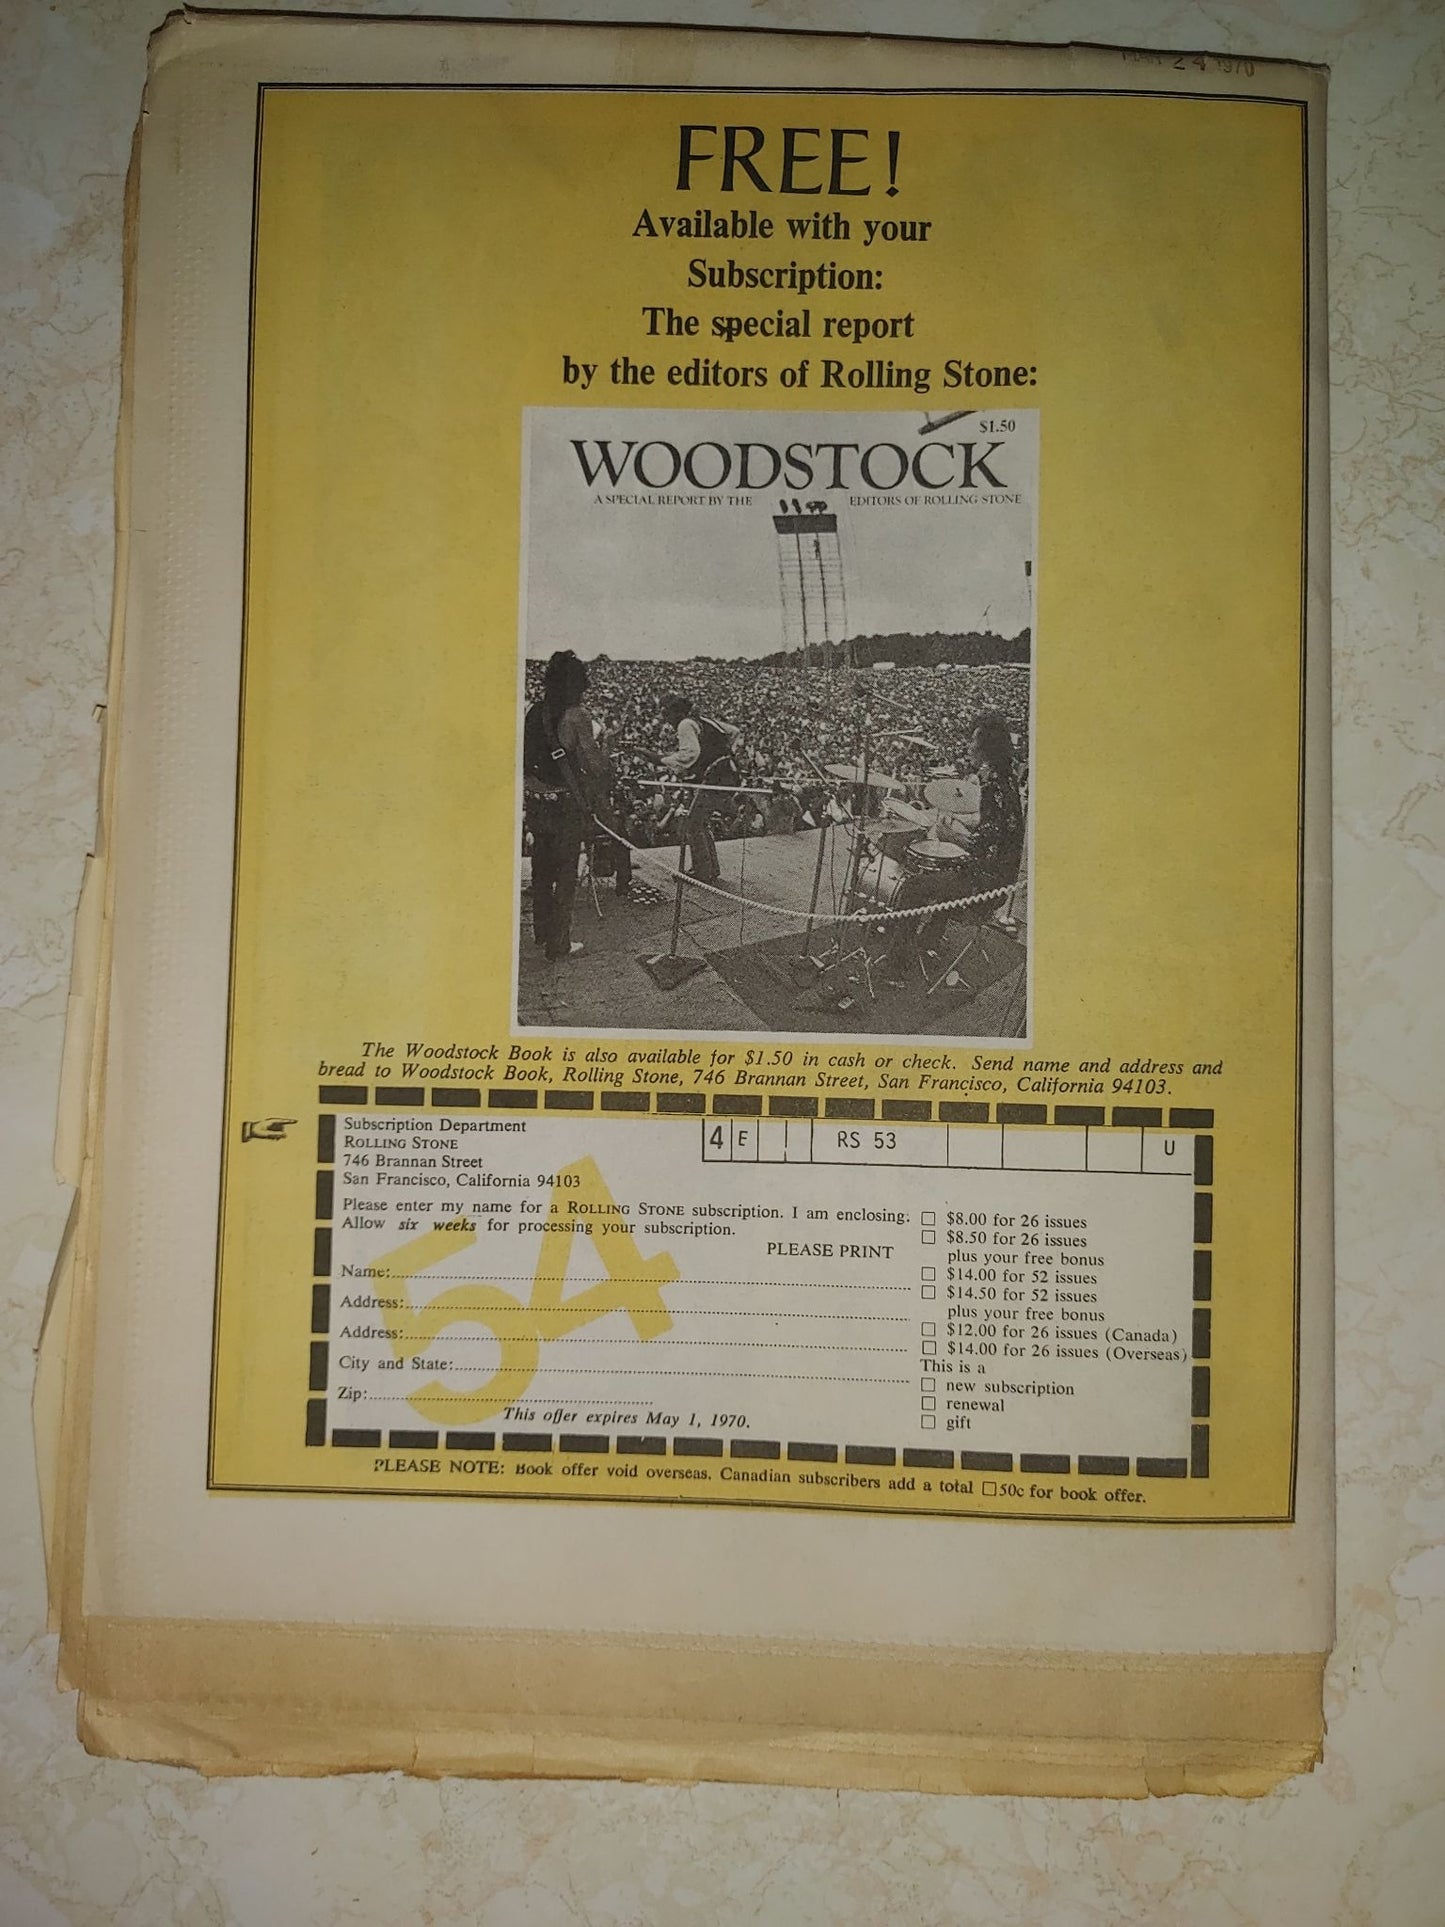 24 1970
FREE!
Available with your
Subscription:
The special report
by the editors of Rolling Stone:
$1.50
WOODSTOCK
A SPECIAL REPORT BY THE EDITORS OF ROLLING STONE
The Woodstock Book is also available for $1.50 in cash or check. Send name and address and
bread to Woodstock Book, Rolling Stone, 746 Brannan Street, San Francisco, California 94103.
Subscription Department
ROLLING STONE
746 Brannan Street
San Francisco, California 94103
4 E RS 53 U
54
Please enter my name for a ROLLING STONE subscription. I am enclosing:
Allow six weeks for processing your subscription.
PLEASE PRINT
Name:
Address:
Address:
City and State:
Zip:
This offer expires May 1, 1970.
$8.00 for 26 issues
$8.50 for 26 issues
plus your free bonus
$14.00 for 52 issues
$14.50 for 52 issues
plus your free bonus
$12.00 for 26 issues (Canada)
$14.00 for 26 issues (Overseas)
This is a
new subscription
renewal
gift
PLEASE NOTE: Book offer void overseas. Canadian subscribers add a total □50c for book offer.